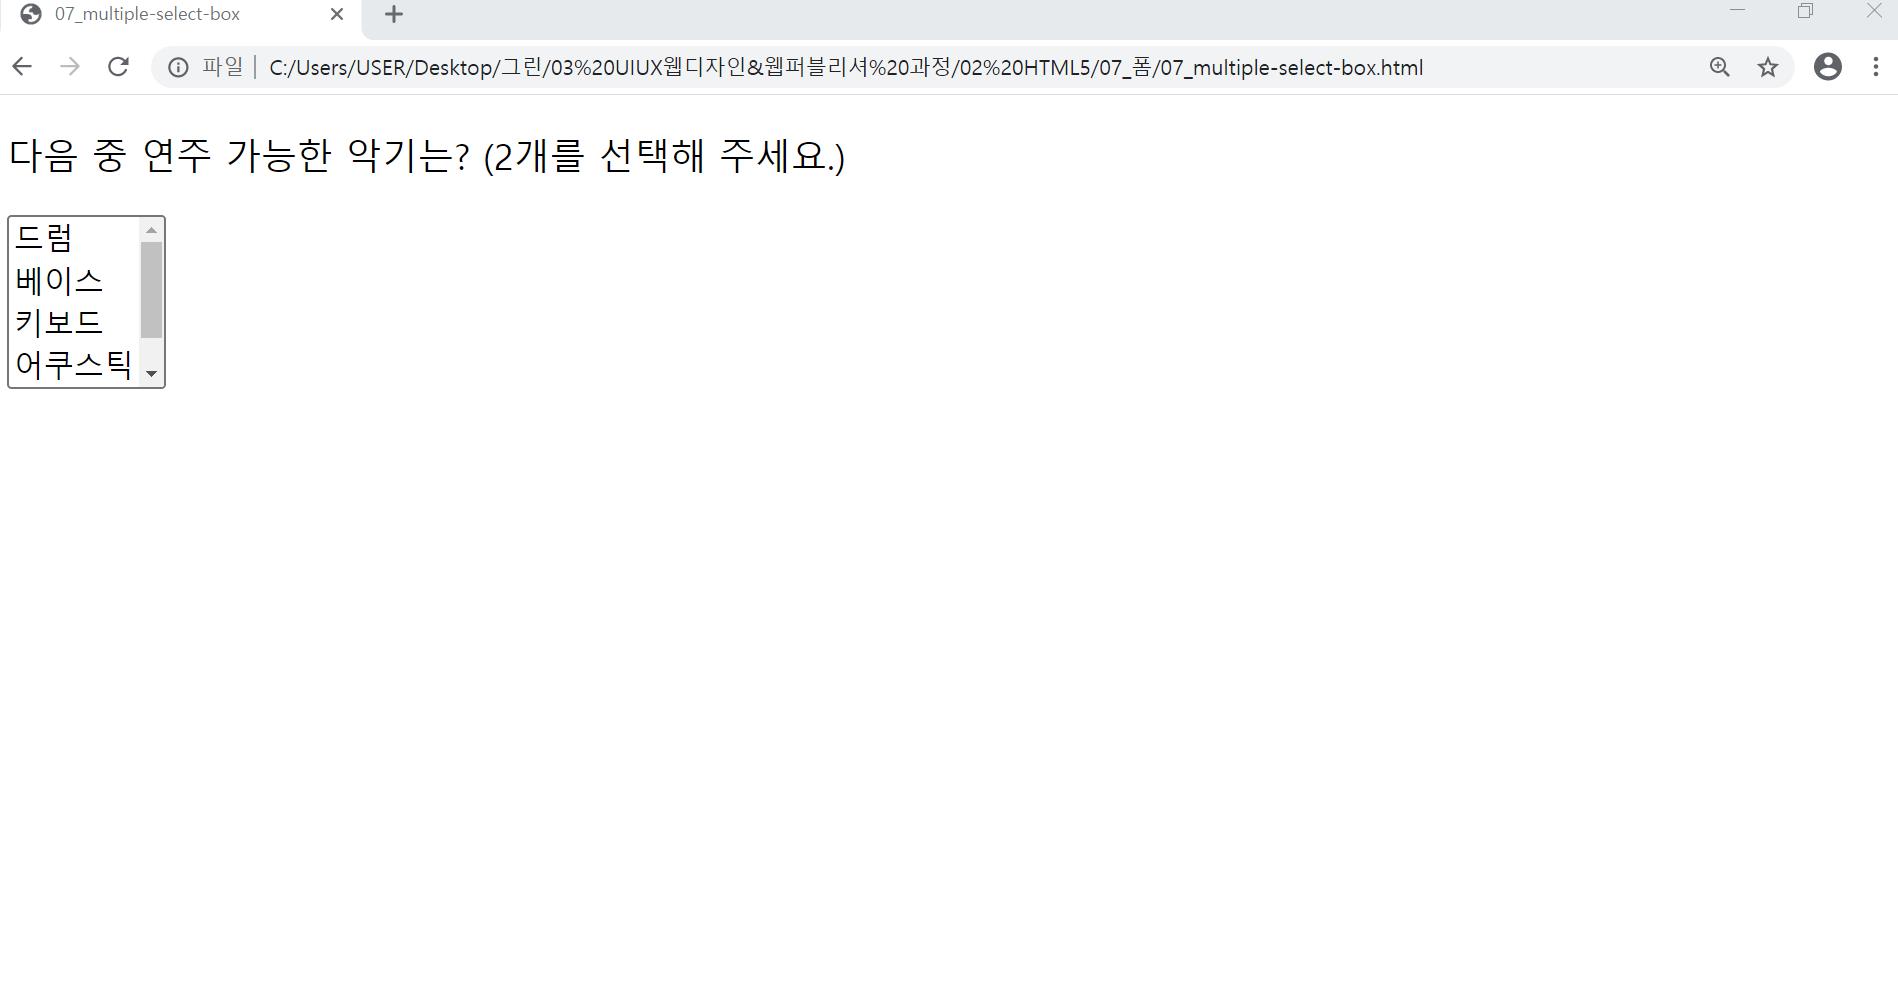 07_multiple-select-box
파일 | C:/Users/USER/Desktop/그린/03%20UIUX웹디자인&웹퍼블리셔%20과정/02%20HTML5/07_폼/07_multiple-select-box.html
다음 중 연주 가능한 악기는? (2개를 선택해 주세요.)
드럼
베이스
키보드
어쿠스틱